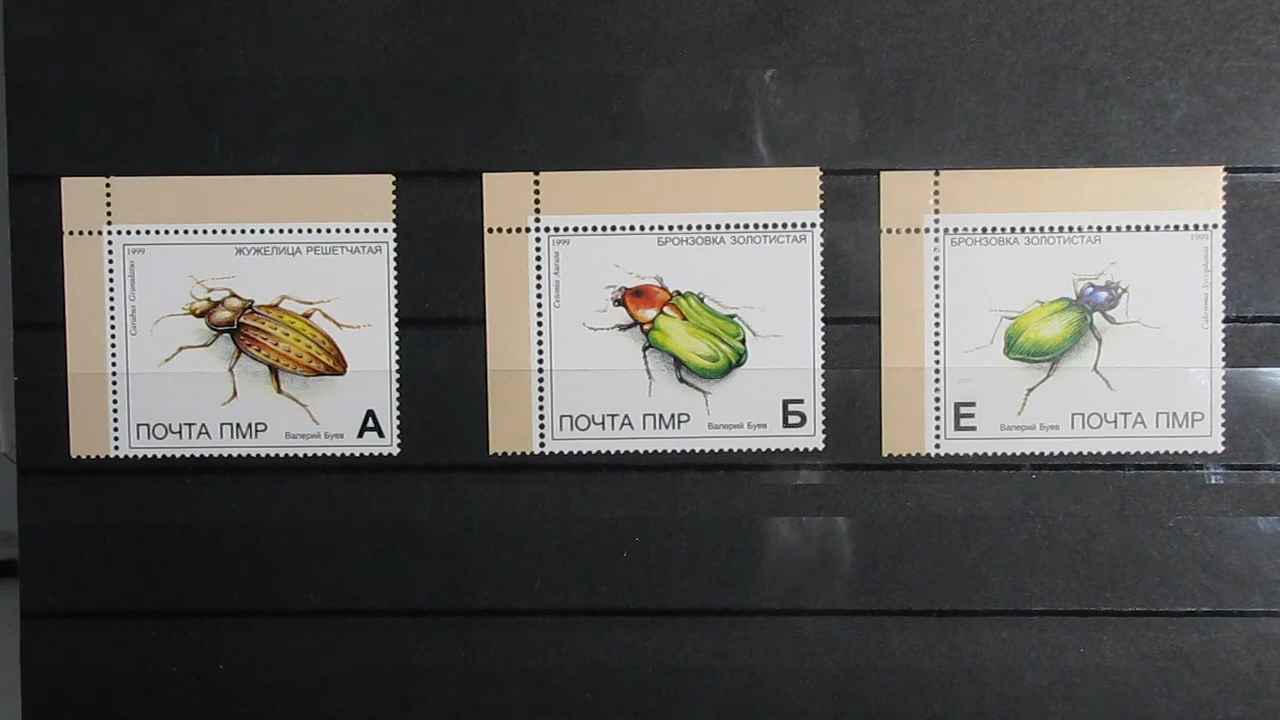 1999 ЖУЖЕЛИЦА РЕШЕТЧАТАЯ
Carabus Granulatus
ПОЧТА ПМР Валерий Буев А
1999 БРОНЗОВКА ЗОЛОТИСТАЯ
Cetonia Aurata
ПОЧТА ПМР Валерий Буев Б
БРОНЗОВКА ЗОЛОТИСТАЯ 1999
Calosoma
Е Валерий Буев ПОЧТА ПМР